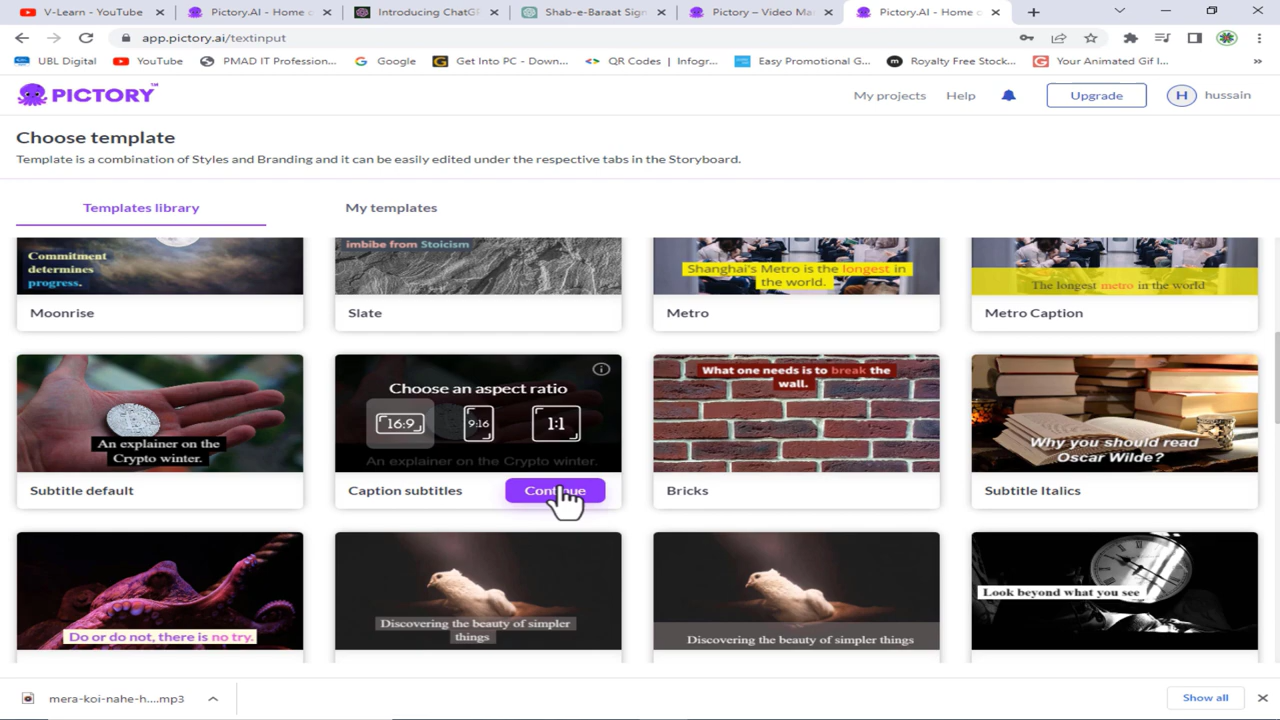 V-Learn - YouTube
Pictory.AI - Home c
Introducing ChatGP
Shab-e-Baraat Sign
Pictory – Video Ma
Pictory.AI - Home c
app.pictory.ai/textinput
UBL Digital
YouTube
PMAD IT Profession...
Google
Get Into PC - Down...
QR Codes | Infogr...
Easy Promotional G...
Royalty Free Stock...
Your Animated Gif I...
»
PICTORY™
My projects
Help
Upgrade
H
hussain
Choose template
Template is a combination of Styles and Branding and it can be easily edited under the respective tabs in the Storyboard.
Templates library
My templates
Commitment
determines
progress.
imbibe from Stoicism
Shanghai's Metro is the longest in
the world.
The longest metro in the world
Moonrise
Slate
Metro
Metro Caption
An explainer on the
Crypto winter.
Choose an aspect ratio
16:9
9:16
1:1
An explainer on the Crypto winter.
What one needs is to break the
wall.
Why you should read
Oscar Wilde?
Subtitle default
Caption subtitles
Bricks
Subtitle Italics
Do or do not, there is no try.
Discovering the beauty of simpler
things
Discovering the beauty of simpler things
Look beyond what you see
mera-koi-nahe-h....mp3
Show all